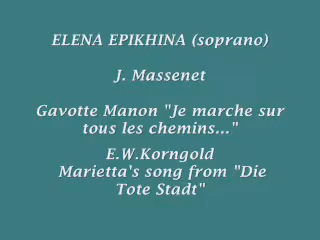 ELENA EPIKHINA (soprano)
J. Massenet
Gavotte Manon "Je marche sur
tous les chemins..."
E.W.Korngold
Marietta's song from "Die
Tote Stadt"